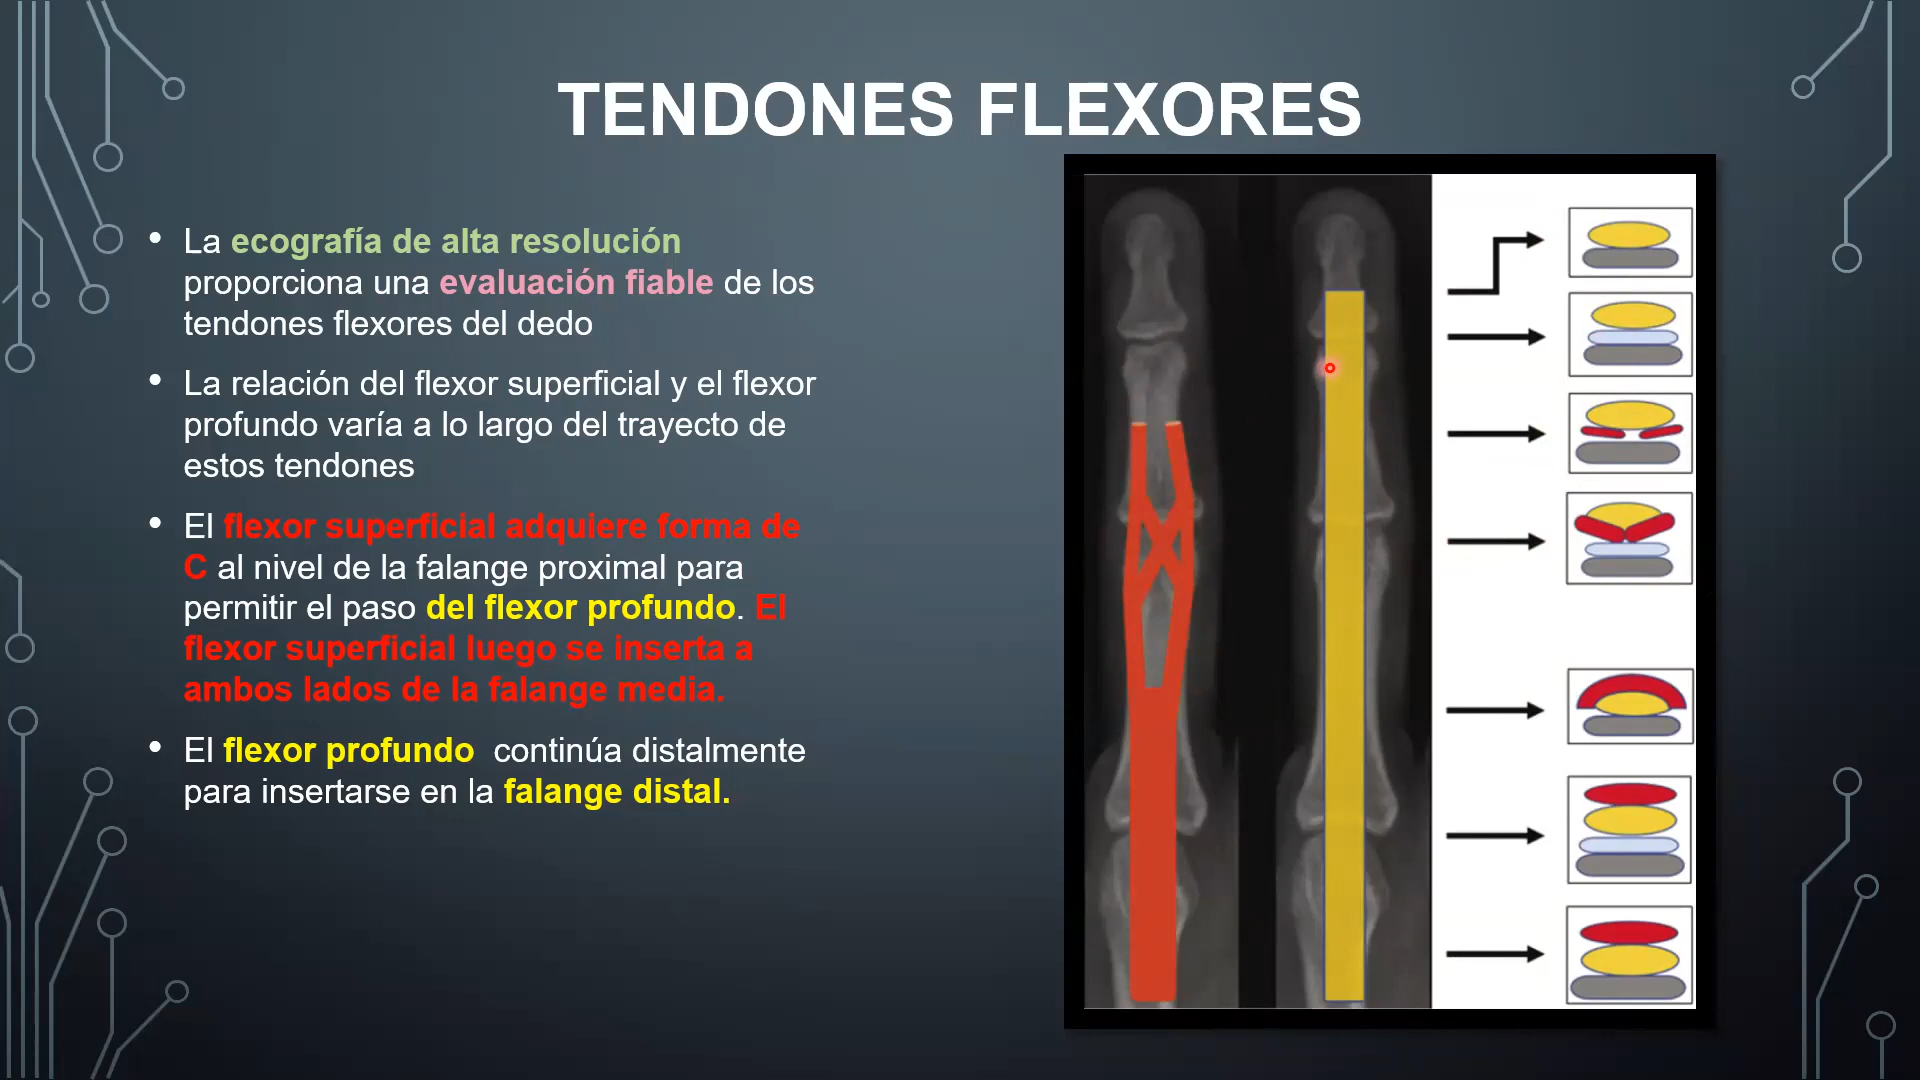 TENDONES FLEXORES
• La ecografía de alta resolución
proporciona una evaluación fiable de los
tendones flexores del dedo
• La relación del flexor superficial y el flexor
profundo varía a lo largo del trayecto de
estos tendones
• El flexor superficial adquiere forma de
C al nivel de la falange proximal para
permitir el paso del flexor profundo. El
flexor superficial luego se inserta a
ambos lados de la falange media.
• El flexor profundo  continúa distalmente
para insertarse en la falange distal.